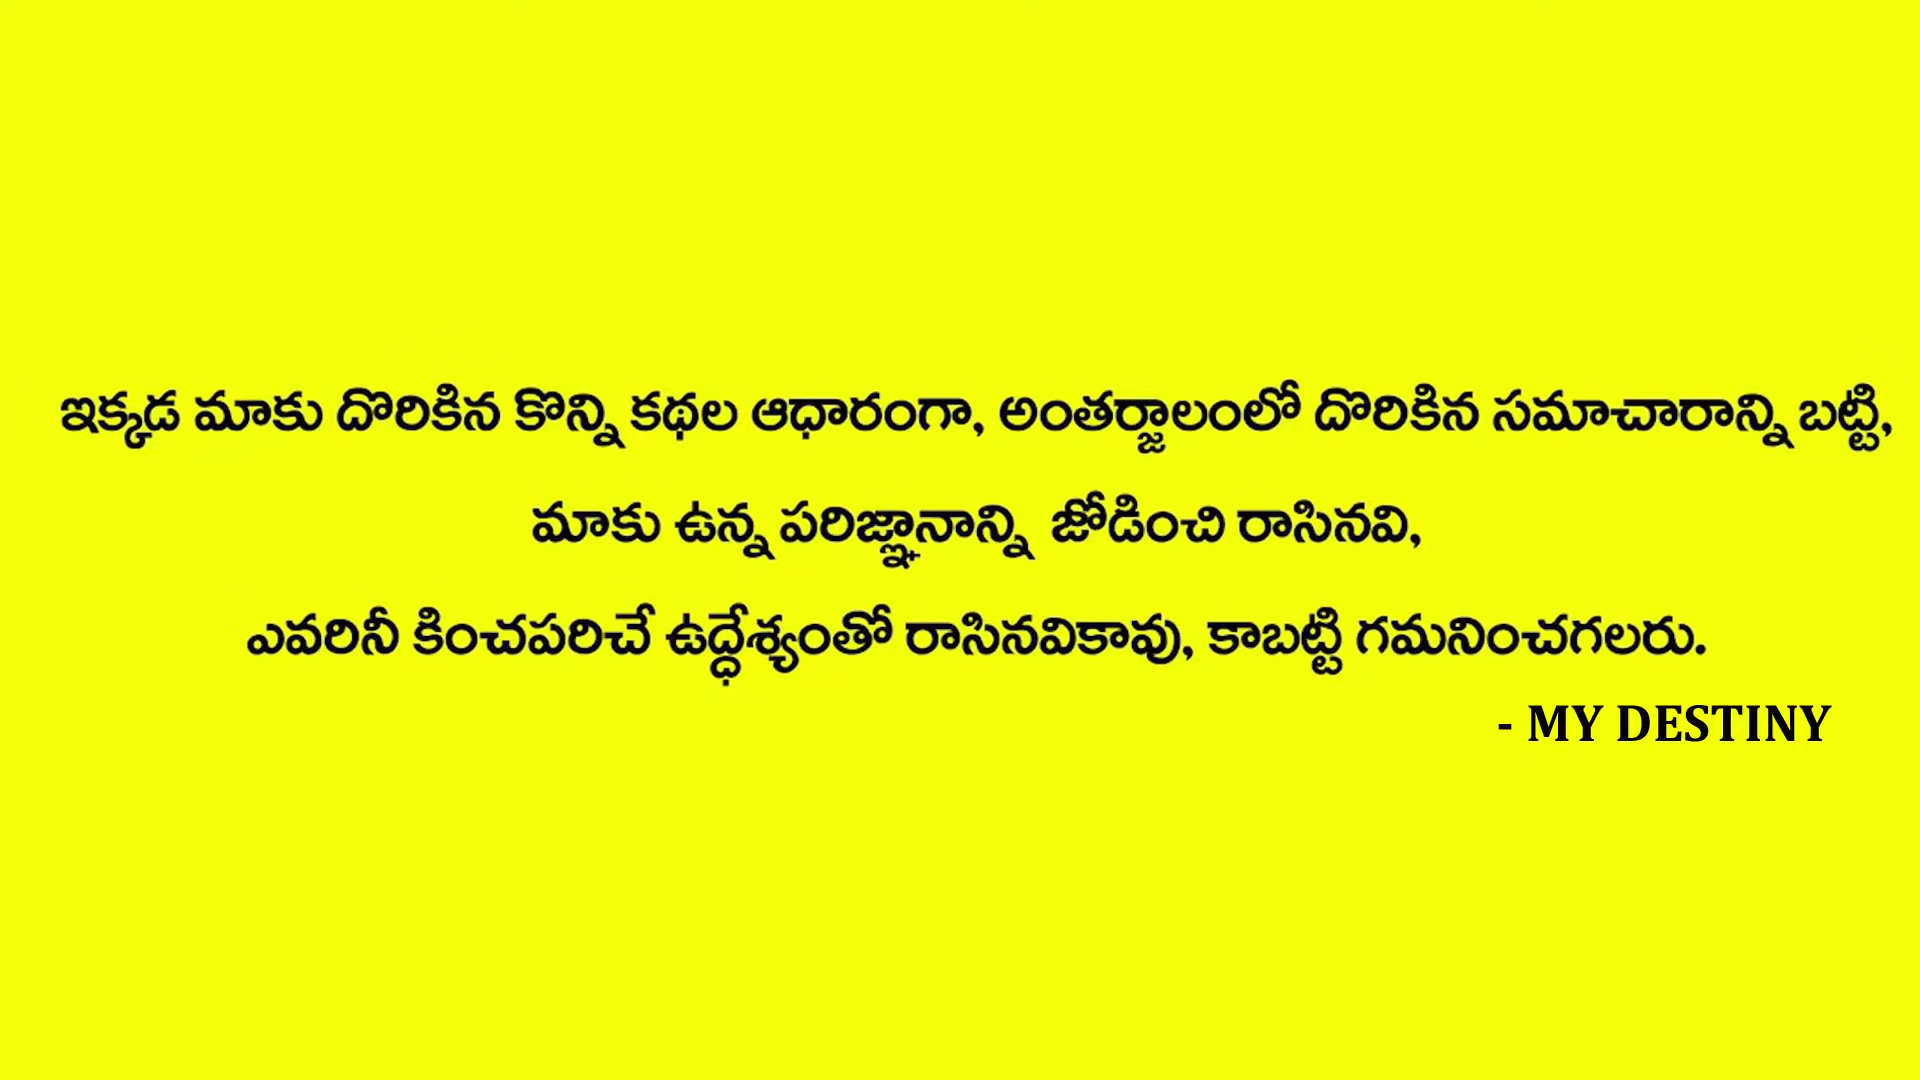 ఇక్కడ మాకు దొరికిన కొన్ని కథల ఆధారంగా, అంతర్జాలంలో దొరికిన సమాచారాన్ని బట్టి,
మాకు ఉన్న పరిజ్ఞానాన్ని జోడించి రాసినవి,
ఎవరినీ కించపరిచే ఉద్ధేశ్యంతో రాసినవికావు, కాబట్టి గమనించగలరు.
- MY DESTINY